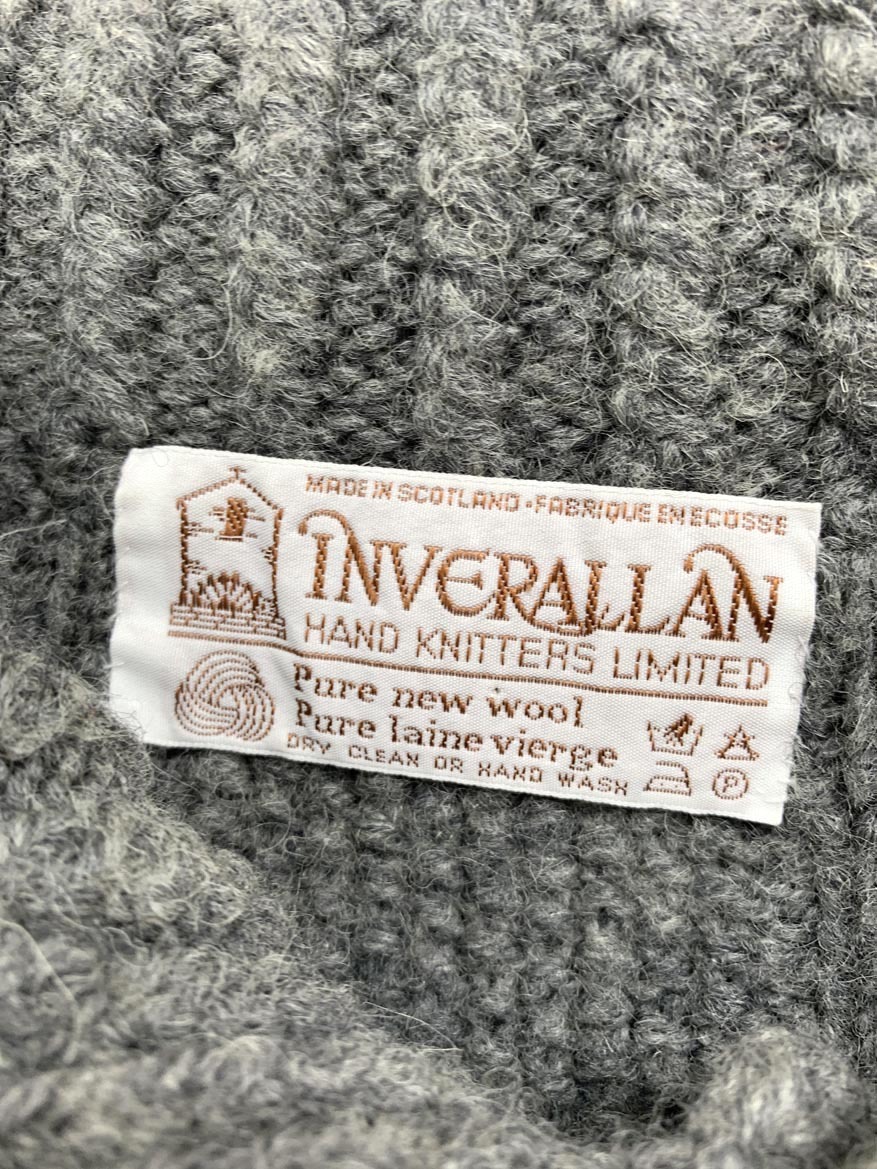 MADE IN SCOTLAND • FABRIQUE EN ECOSSE
INVERALLAN
HAND KNITTERS LIMITED
Pure new wool
Pure laine vierge
DRY CLEAN OR HAND WASH
P